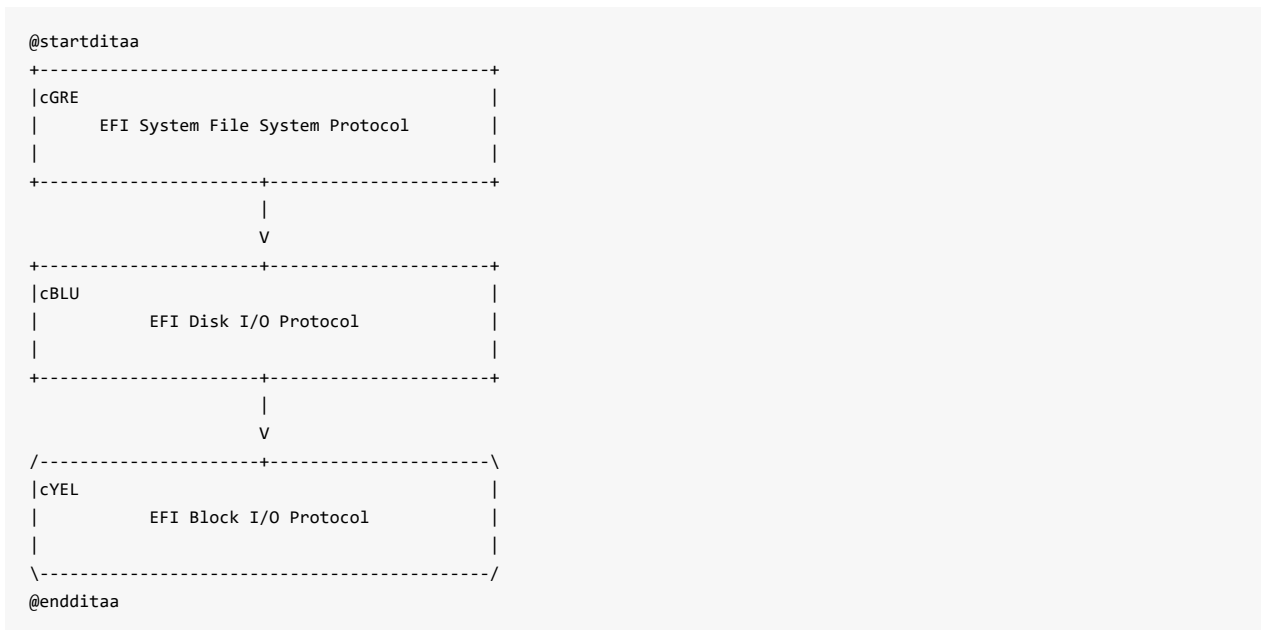 @startditaa
+---------------------------------------------+
|cGRE                                         |
|      EFI System File System Protocol        |
|                                             |
+----------------------+----------------------+
                       |
                       V
+----------------------+----------------------+
|cBLU                                         |
|           EFI Disk I/O Protocol             |
|                                             |
+----------------------+----------------------+
                       |
                       V
/----------------------+----------------------\
|cYEL                                         |
|           EFI Block I/O Protocol            |
|                                             |
\---------------------------------------------/
@endditaa